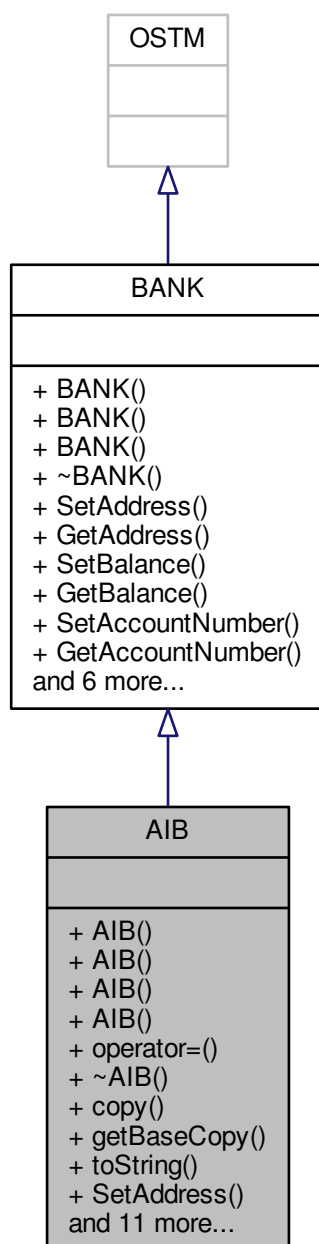 OSTM
BANK
+ BANK()
+ BANK()
+ BANK()
+ ~BANK()
+ SetAddress()
+ GetAddress()
+ SetBalance()
+ GetBalance()
+ SetAccountNumber()
+ GetAccountNumber()
and 6 more...
AIB
+ AIB()
+ AIB()
+ AIB()
+ AIB()
+ operator=()
+ ~AIB()
+ copy()
+ getBaseCopy()
+ toString()
+ SetAddress()
and 11 more...